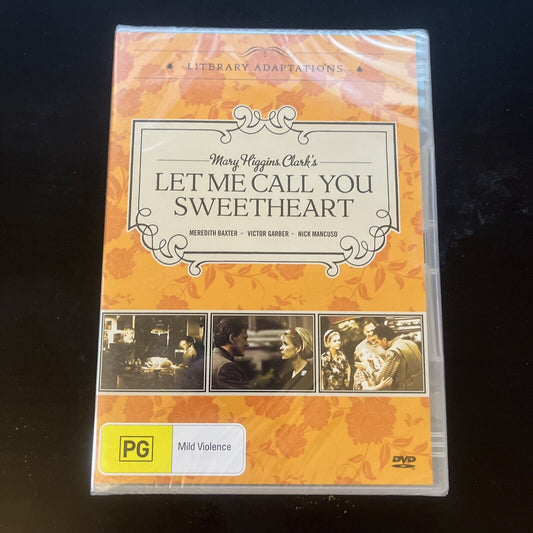 LITERARY ADAPTATIONS
Mary Higgins Clark's
LET ME CALL YOU
SWEETHEART
MEREDITH BAXTER - VICTOR GARBER - NICK MANCUSO
PG
Mild Violence
DVD